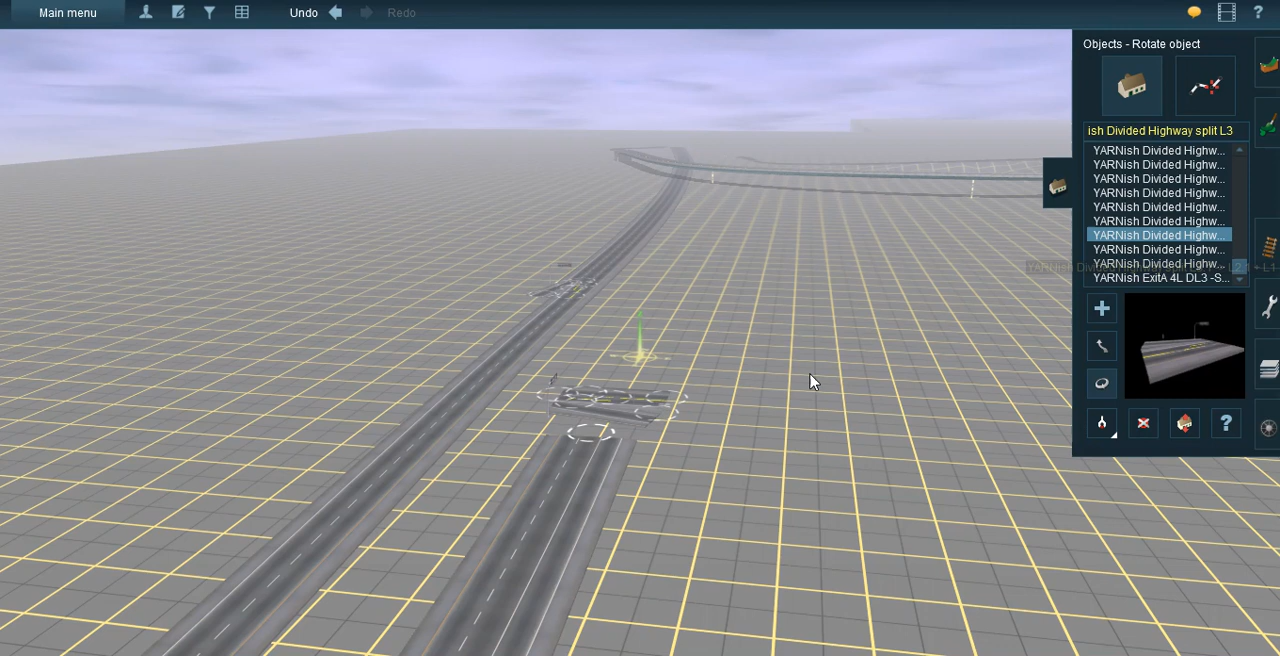 Main menu
Undo
Redo
?
Objects - Rotate object
ish Divided Highway split L3
YARNish Divided Highw...
YARNish Divided Highw...
YARNish Divided Highw...
YARNish Divided Highw...
YARNish Divided Highw...
YARNish Divided Highw...
YARNish Divided Highw...
YARNish Divided Highw...
YARNish Divided Highw...
YARNish ExitA 4L DL3 -S...
?